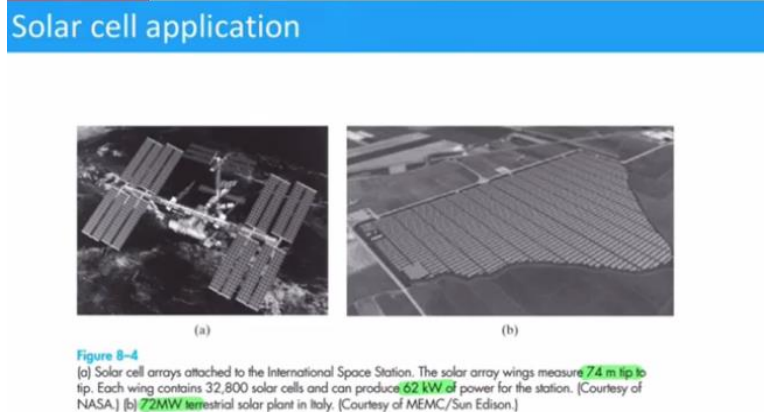 Solar cell application
(a)
(b)
Figure 8–4
(a) Solar cell arrays attached to the International Space Station. The solar array wings measure 74 m tip to
tip. Each wing contains 32,800 solar cells and can produce 62 kW of power for the station. (Courtesy of
NASA.) (b) 72MW terrestrial solar plant in Italy. (Courtesy of MEMC/Sun Edison.)